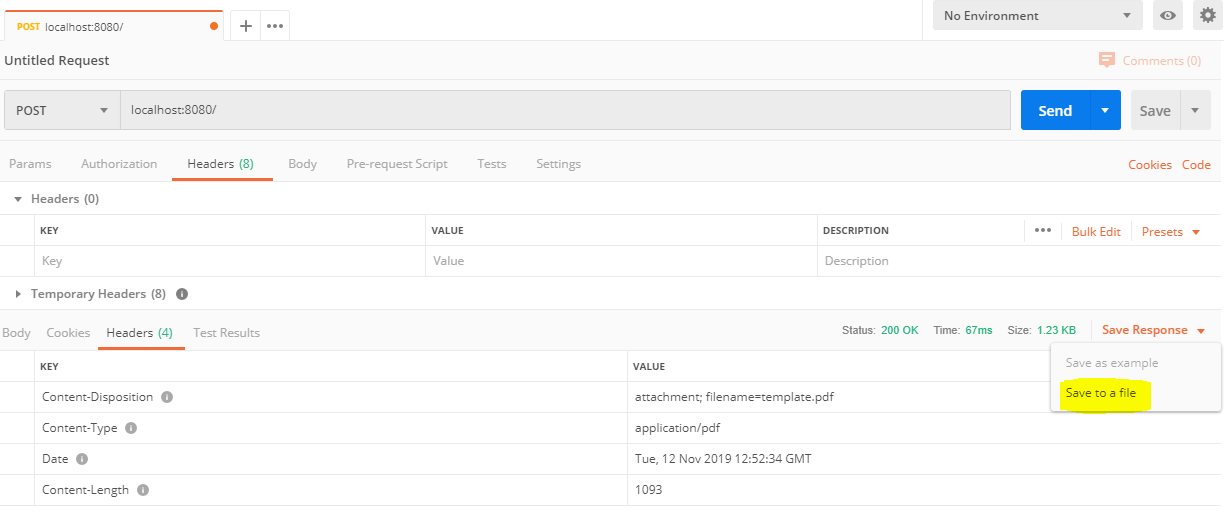 POST localhost:8080/
No Environment
Untitled Request
Comments (0)
POST localhost:8080/ Send Save
Params Authorization Headers (8) Body Pre-request Script Tests Settings Cookies Code
Headers (0)
KEY VALUE DESCRIPTION ••• Bulk Edit Presets
Key Value Description
Temporary Headers (8)
Body Cookies Headers (4) Test Results Status: 200 OK Time: 67ms Size: 1.23 KB Save Response
KEY VALUE
Save as example
Save to a file
Content-Disposition attachment; filename=template.pdf
Content-Type application/pdf
Date Tue, 12 Nov 2019 12:52:34 GMT
Content-Length 1093